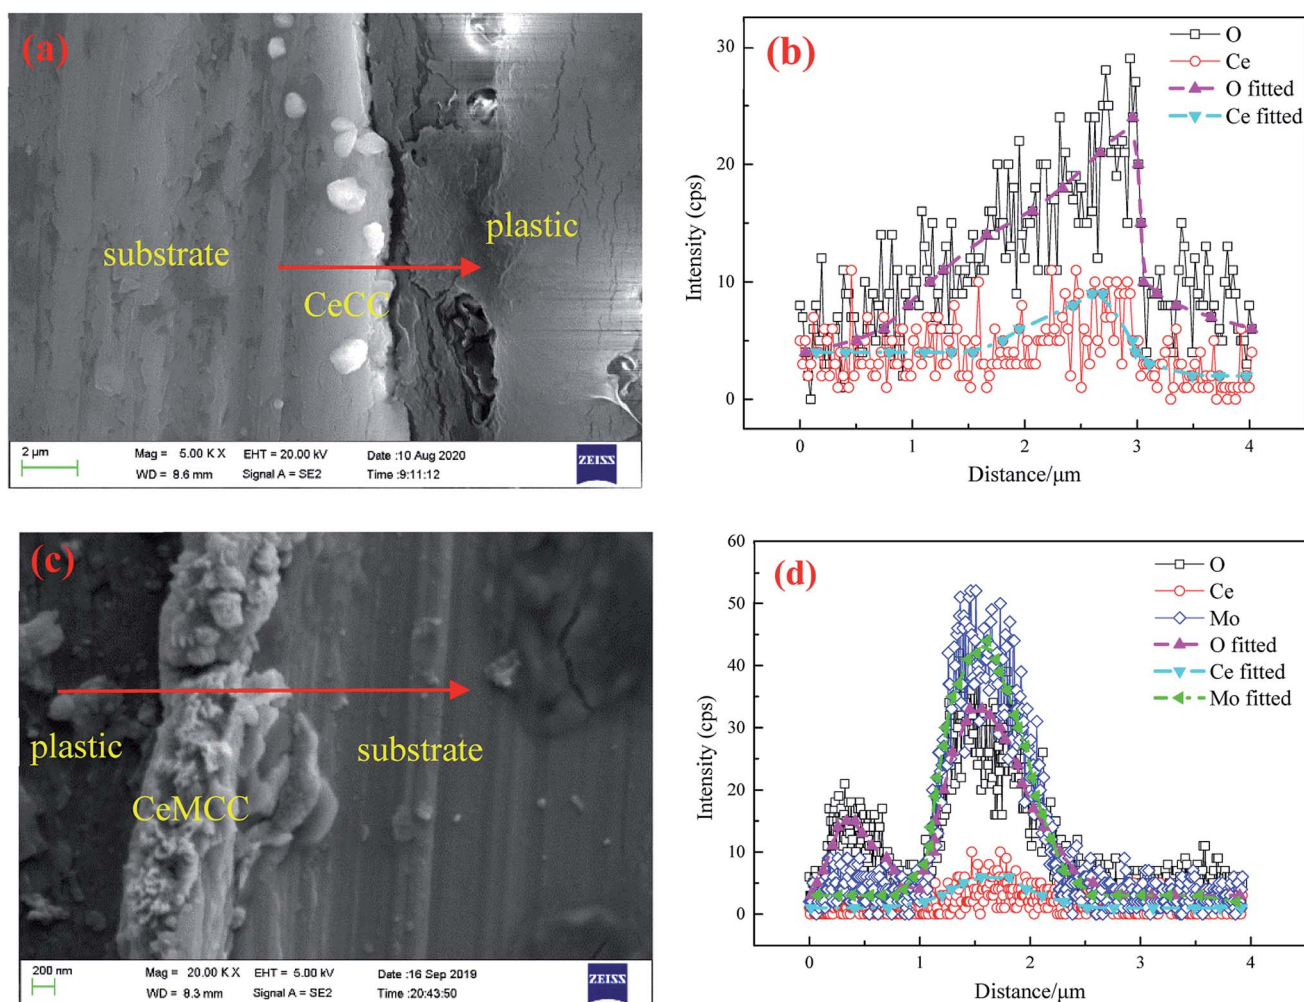 (a)
substrate
plastic
CeCC
2 μm
Mag = 5.00 K X EHT = 20.00 kV Date :10 Aug 2020
WD = 8.6 mm Signal A = SE2 Time :9:11:12
ZEISS
(b)
O
Ce
O fitted
Ce fitted
30
20
10
0
Intensity (cps)
0 1 2 3 4
Distance/μm
(c)
plastic
substrate
CeMCC
200 nm
Mag = 20.00 K X EHT = 5.00 kV Date :16 Sep 2019
WD = 8.3 mm Signal A = SE2 Time :20:43:50
ZEISS
(d)
O
Ce
Mo
O fitted
Ce fitted
Mo fitted
60
50
40
30
20
10
0
Intensity (cps)
0 1 2 3 4
Distance/μm